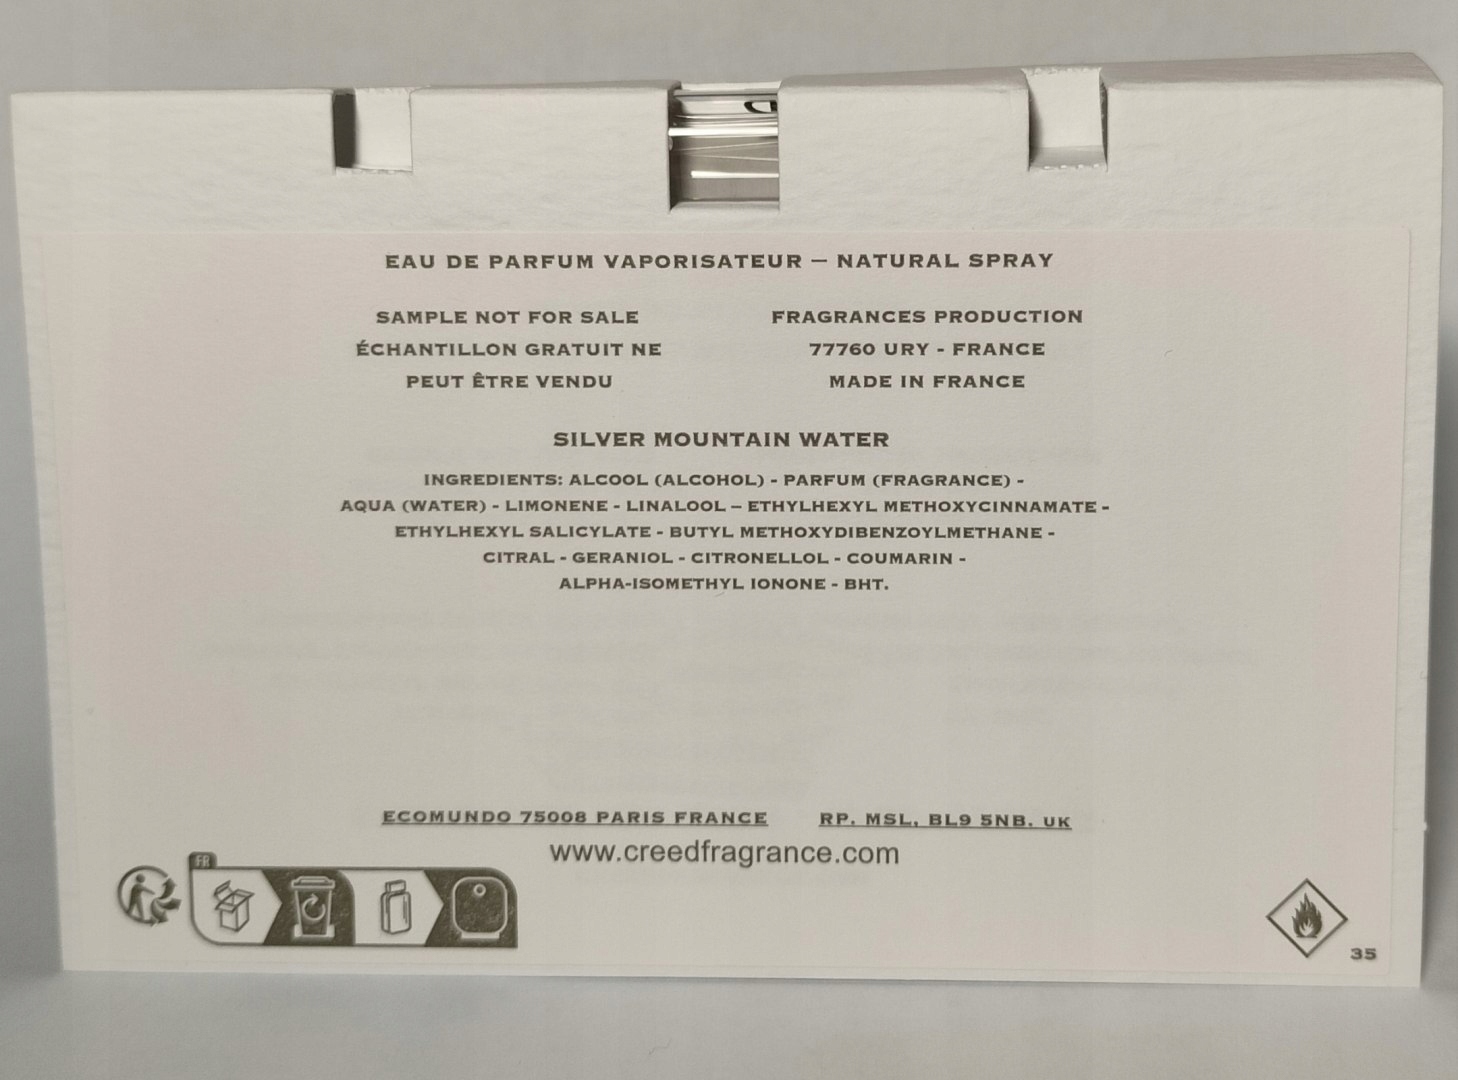 EAU DE PARFUM VAPORISATEUR – NATURAL SPRAY
SAMPLE NOT FOR SALE
ÉCHANTILLON GRATUIT NE
PEUT ÊTRE VENDU
FRAGRANCES PRODUCTION
77760 URY - FRANCE
MADE IN FRANCE
SILVER MOUNTAIN WATER
INGREDIENTS: ALCOOL (ALCOHOL) - PARFUM (FRAGRANCE) -
AQUA (WATER) - LIMONENE - LINALOOL – ETHYLHEXYL METHOXYCINNAMATE -
ETHYLHEXYL SALICYLATE - BUTYL METHOXYDIBENZOYLMETHANE -
CITRAL - GERANIOL - CITRONELLOL - COUMARIN -
ALPHA-ISOMETHYL IONONE - BHT.
ECOMUNDO 75008 PARIS FRANCE RP. MSL, BL9 5NB. UK
www.creedfragrance.com
FR
35